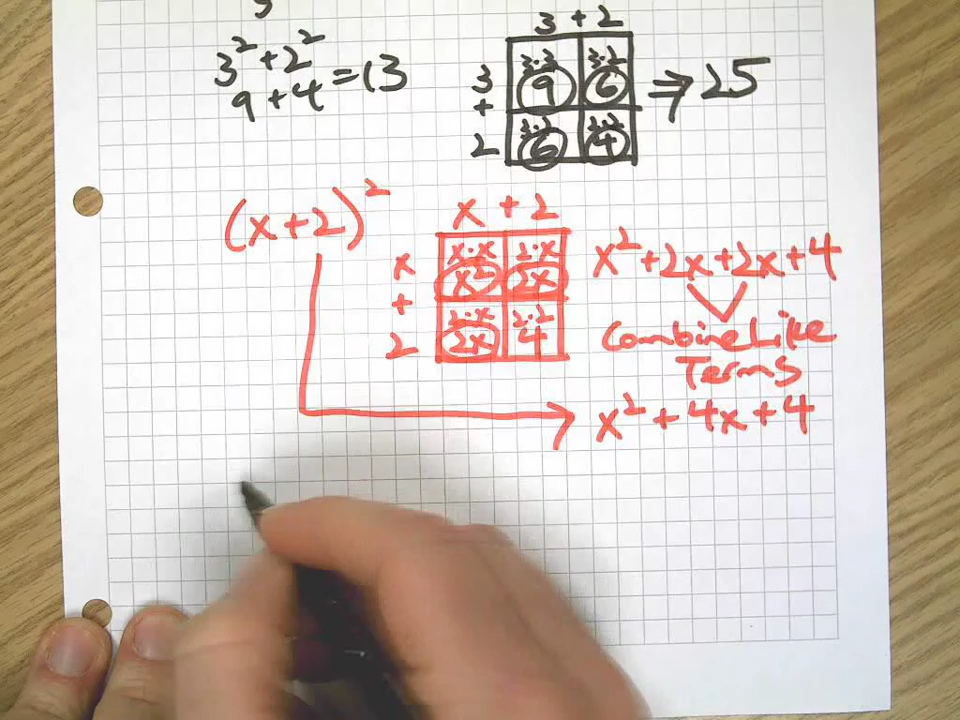 3² + 2²
9 + 4 = 13
3 + 2
3
+
2
3·3 3·2
9 6
3·2 2·2
6 4
⇒ 25
(x+2)²
x + 2
x
+
2
x·x 2·x
x² 2x
2·x 2·2
2x 4
x² + 2x + 2x + 4
Combine Like
Terms
x² + 4x + 4